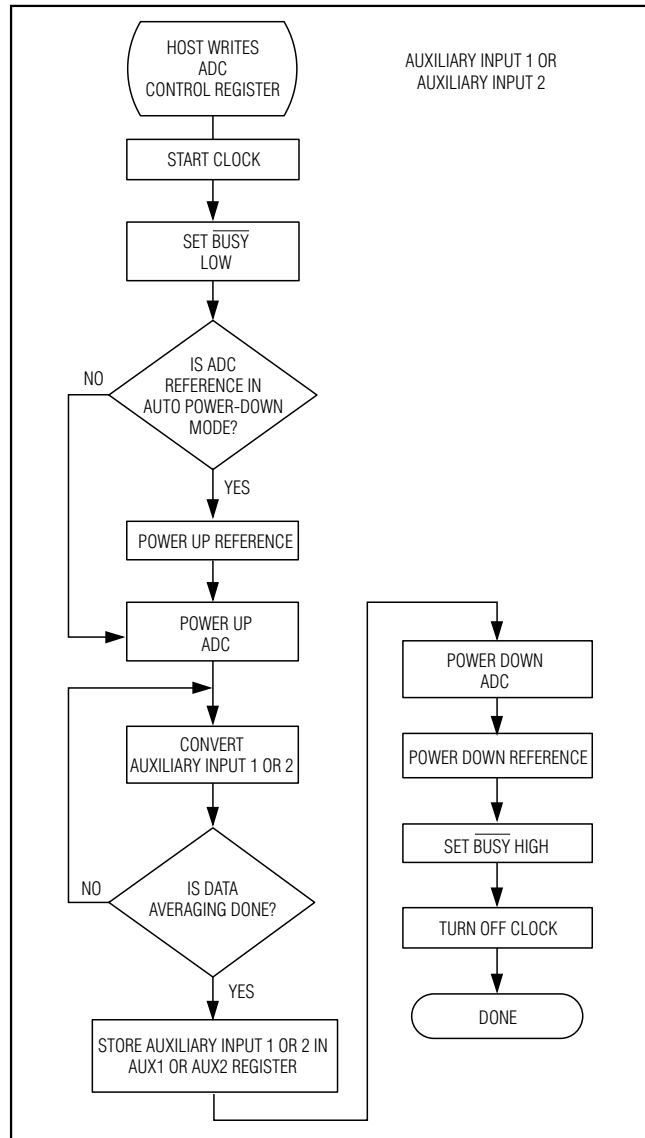 HOST WRITES
ADC
CONTROL REGISTER
AUXILIARY INPUT 1 OR
AUXILIARY INPUT 2
START CLOCK
SET B̅U̅S̅Y̅
LOW
IS ADC
REFERENCE IN
AUTO POWER-DOWN
MODE?
NO
YES
POWER UP REFERENCE
POWER UP
ADC
CONVERT
AUXILIARY INPUT 1 OR 2
IS DATA
AVERAGING DONE?
NO
YES
STORE AUXILIARY INPUT 1 OR 2 IN
AUX1 OR AUX2 REGISTER
POWER DOWN
ADC
POWER DOWN REFERENCE
SET B̅U̅S̅Y̅ HIGH
TURN OFF CLOCK
DONE